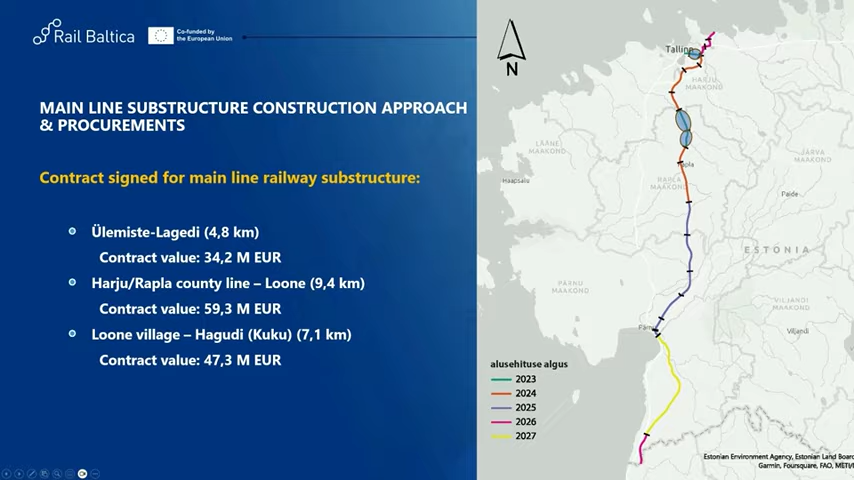 Rail Baltica
Co-funded by
the European Union
MAIN LINE SUBSTRUCTURE CONSTRUCTION APPROACH
& PROCUREMENTS
Contract signed for main line railway substructure:
Ülemiste-Lagedi (4,8 km)
Contract value: 34,2 M EUR
Harju/Rapla county line – Loone (9,4 km)
Contract value: 59,3 M EUR
Loone village – Hagudi (Kuku) (7,1 km)
Contract value: 47,3 M EUR
N
Tallinn
HARJU
MAAKOND
LÄÄNE
MAAKOND
JÄRVA
MAAKOND
Rapla
RAPLA
MAAKOND
Haapsalu
Paide
ESTONIA
PÄRNU
MAAKOND
VILJANDI
MAAKOND
Pärnu
Viljandi
alusehituse algus
2023
2024
2025
2026
2027
Estonian Environment Agency, Estonian Land Board
Garmin, Foursquare, FAO, METI/